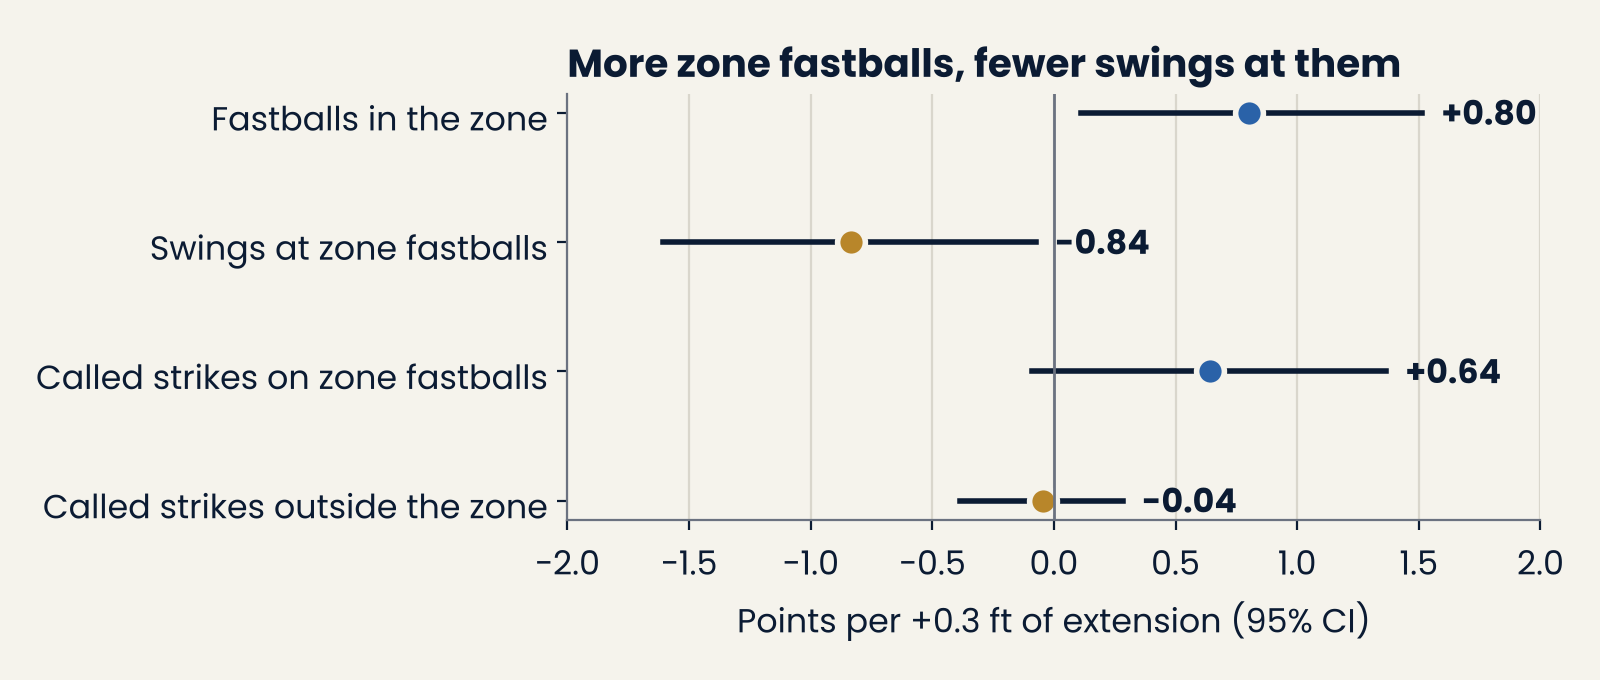 More zone fastballs, fewer swings at them
Fastballs in the zone +0.80
Swings at zone fastballs −0.84
Called strikes on zone fastballs +0.64
Called strikes outside the zone −0.04
−2.0 −1.5 −1.0 −0.5 0.0 0.5 1.0 1.5 2.0
Points per +0.3 ft of extension (95% CI)